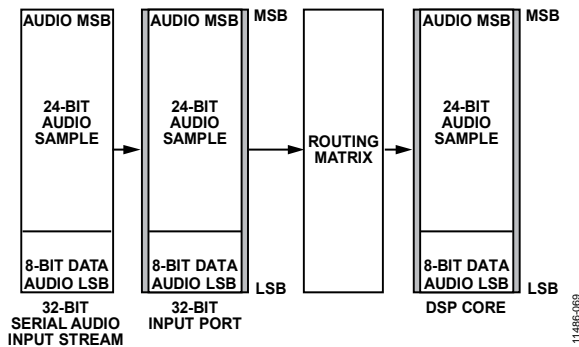 AUDIO MSB
24-BIT
AUDIO
SAMPLE
8-BIT DATA
AUDIO LSB
32-BIT
SERIAL AUDIO
INPUT STREAM
AUDIO MSB
MSB
24-BIT
AUDIO
SAMPLE
8-BIT DATA
AUDIO LSB
LSB
32-BIT
INPUT PORT
ROUTING
MATRIX
AUDIO MSB
MSB
24-BIT
AUDIO
SAMPLE
8-BIT DATA
AUDIO LSB
LSB
DSP CORE
11486-069